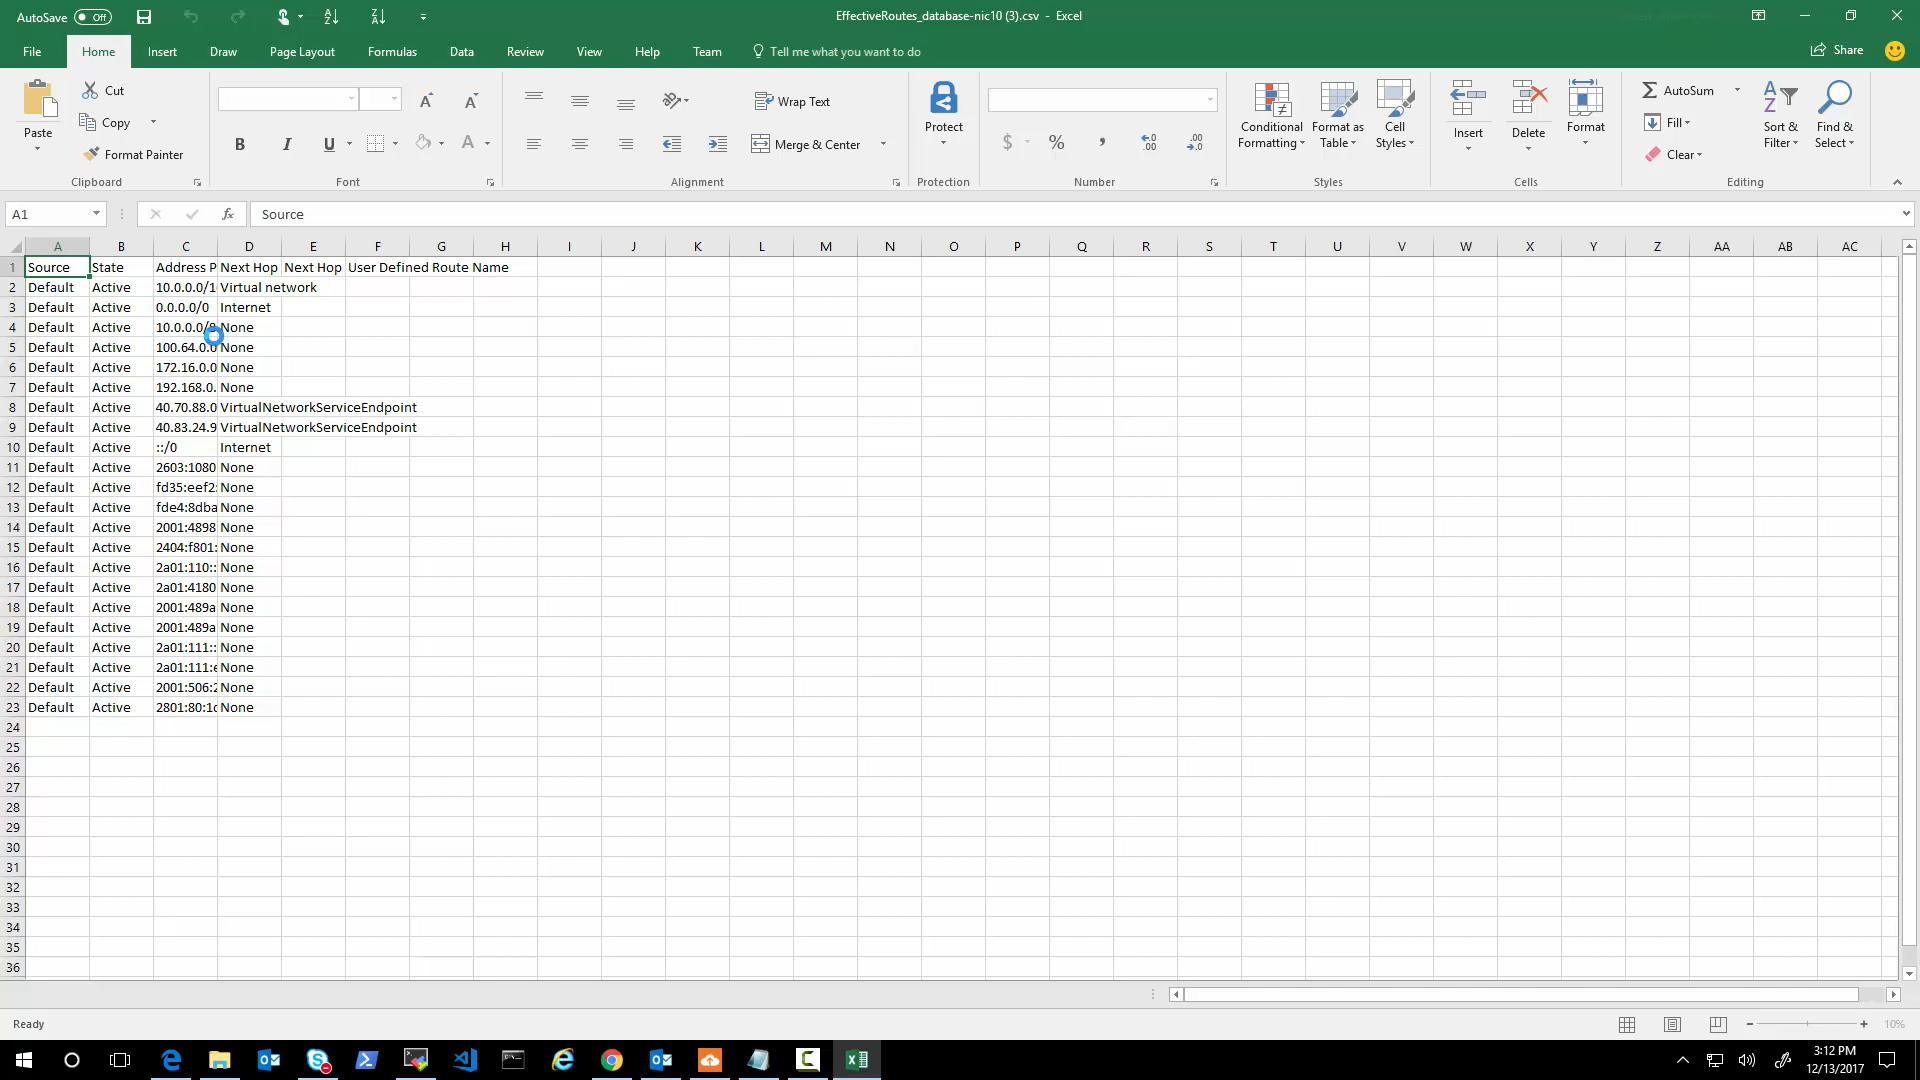 AutoSave Off
EffectiveRoutes_database-nic10 (3).csv - Excel
File Home Insert Draw Page Layout Formulas Data Review View Help Team Tell me what you want to do Share
Paste
Cut
Copy
Format Painter
Clipboard
B I U A
Font
Wrap Text
Merge & Center
Alignment
Protect
Protection
$ % ,
Number
Conditional Formatting
Format as Table
Cell Styles
Styles
Insert
Delete
Format
Cells
AutoSum
Fill
Clear
Sort & Filter
Find & Select
Editing
A1 fx Source
A B C D E F G H I J K L M N O P Q R S T U V W X Y Z AA AB AC
1 Source State Address P Next Hop Next Hop User Defined Route Name
2 Default Active 10.0.0.0/1 Virtual network
3 Default Active 0.0.0.0/0 Internet
4 Default Active 10.0.0.0/ None
5 Default Active 100.64.0.0 None
6 Default Active 172.16.0.0 None
7 Default Active 192.168.0. None
8 Default Active 40.70.88.0 VirtualNetworkServiceEndpoint
9 Default Active 40.83.24.9 VirtualNetworkServiceEndpoint
10 Default Active ::/0 Internet
11 Default Active 2603:1080 None
12 Default Active fd35:eef2: None
13 Default Active fde4:8dba None
14 Default Active 2001:4898 None
15 Default Active 2404:f801: None
16 Default Active 2a01:110:: None
17 Default Active 2a01:4180 None
18 Default Active 2001:489a None
19 Default Active 2001:489a None
20 Default Active 2a01:111:: None
21 Default Active 2a01:111:e None
22 Default Active 2001:506:2 None
23 Default Active 2801:80:1c None
24
25
26
27
28
29
30
31
32
33
34
35
36
Ready
10%
3:12 PM
12/13/2017